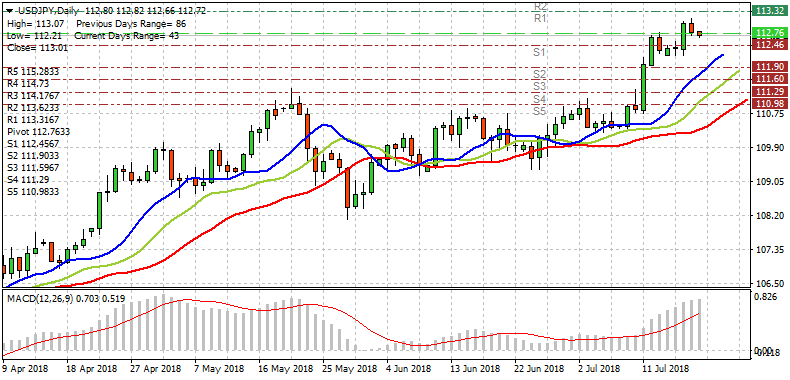 USDJPY,Daily 112.80 112.82 112.66 112.72
High= 113.07 Previous Days Range= 86
Low= 112.21 Current Days Range= 43
Close= 113.01
R5 115.2833
R4 114.73
R3 114.1767
R2 113.6233
R1 113.3167
Pivot 112.7633
S1 112.4567
S2 111.9033
S3 111.5967
S4 111.29
S5 110.9833
R2
R1
S1
S2
S3
S4
S5
113.32
112.76
112.46
111.90
111.60
111.29
110.98
110.75
109.90
109.05
108.20
107.35
106.50
MACD(12,26,9) 0.703 0.519
0.826
0.00
9 Apr 2018 18 Apr 2018 27 Apr 2018 7 May 2018 16 May 2018 25 May 2018 4 Jun 2018 13 Jun 2018 22 Jun 2018 2 Jul 2018 11 Jul 2018